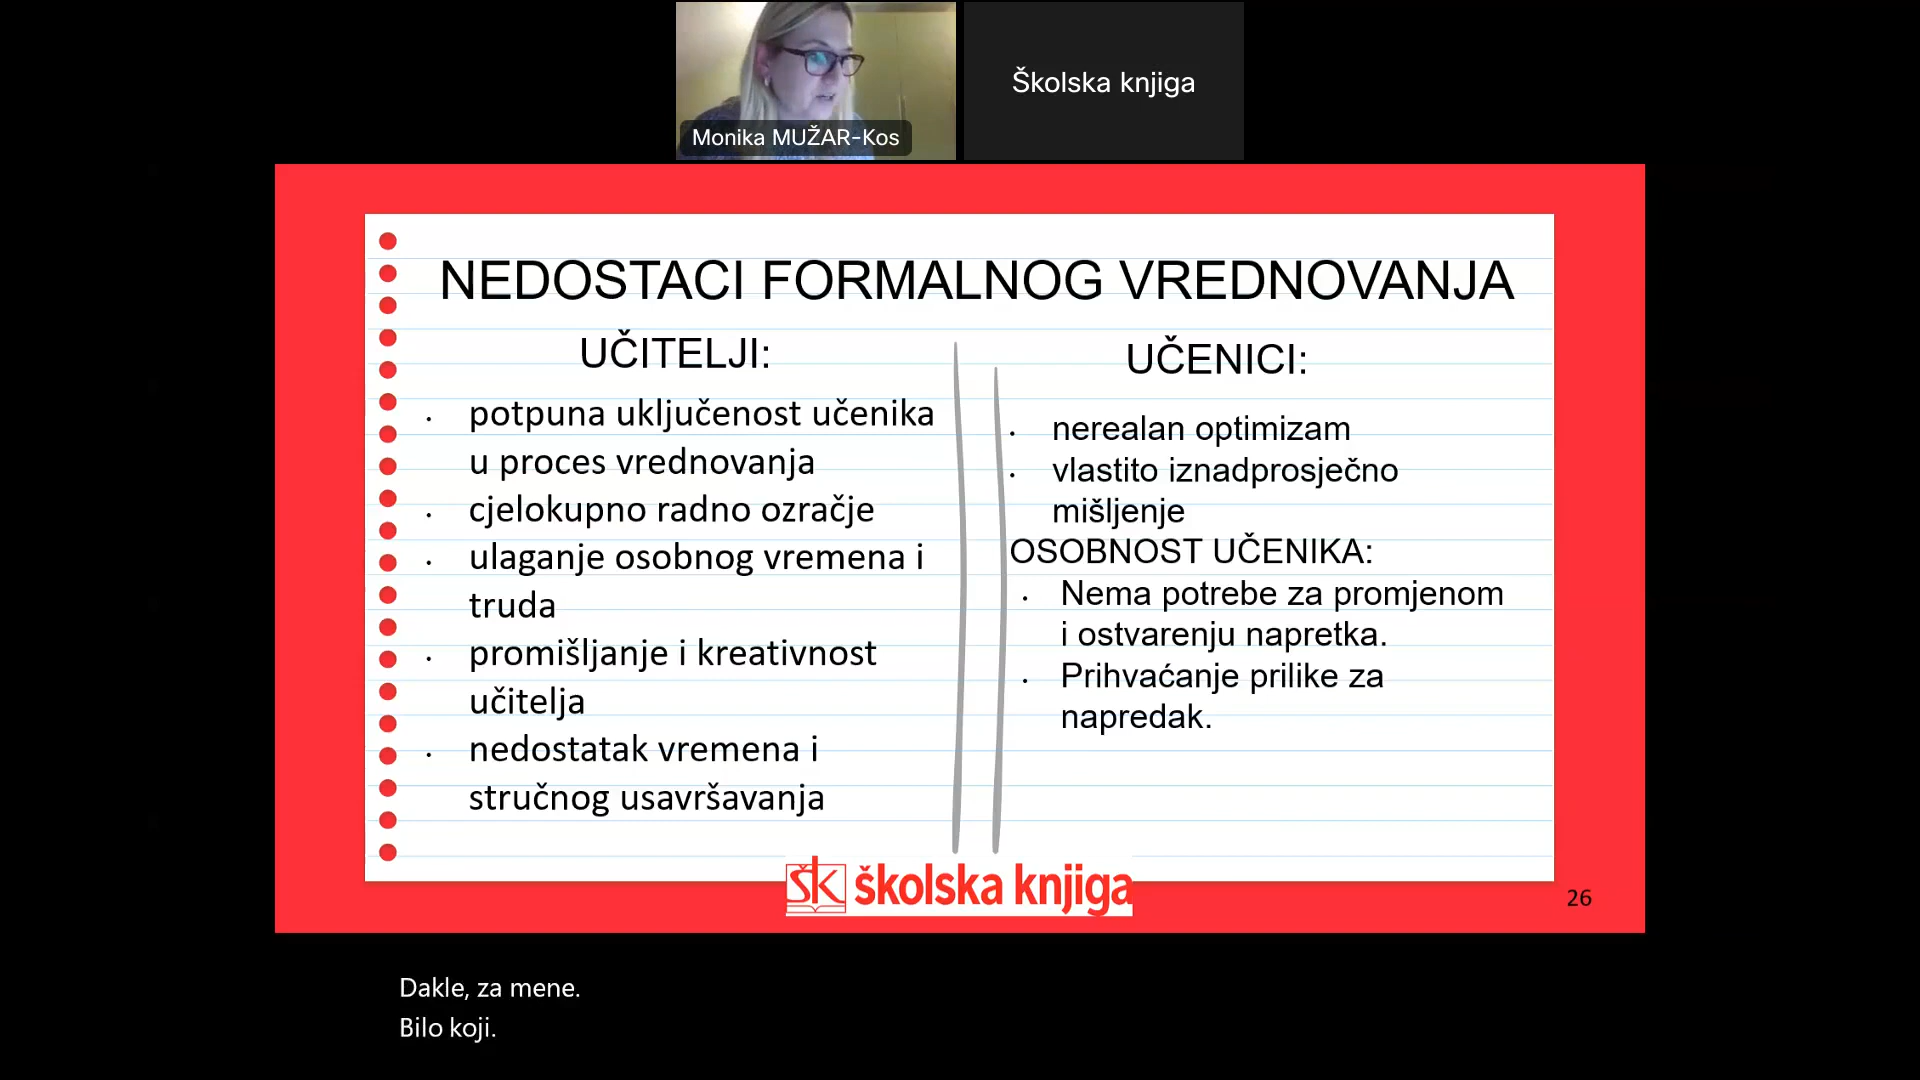 Monika MUŽAR-Kos
Školska knjiga
NEDOSTACI FORMALNOG VREDNOVANJA
UČITELJI:
• potpuna uključenost učenika
u proces vrednovanja
• cjelokupno radno ozračje
• ulaganje osobnog vremena i
truda
• promišljanje i kreativnost
učitelja
• nedostatak vremena i
stručnog usavršavanja
UČENICI:
• nerealan optimizam
• vlastito iznadprosječno
mišljenje
OSOBNOST UČENIKA:
• Nema potrebe za promjenom
i ostvarenju napretka.
• Prihvaćanje prilike za
napredak.
ŠK školska knjiga
26
Dakle, za mene.
Bilo koji.